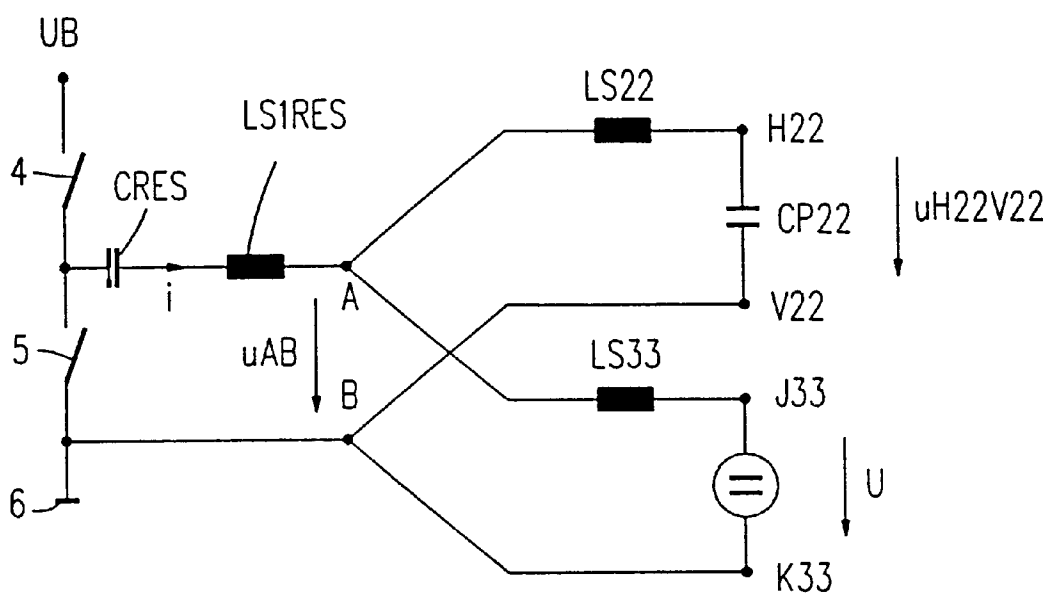 UB
LS22
LS1RES
H22
4
CRES
CP22
uH22V22
i
A
V22
5
uAB
LS33
B
J33
6
U
K33